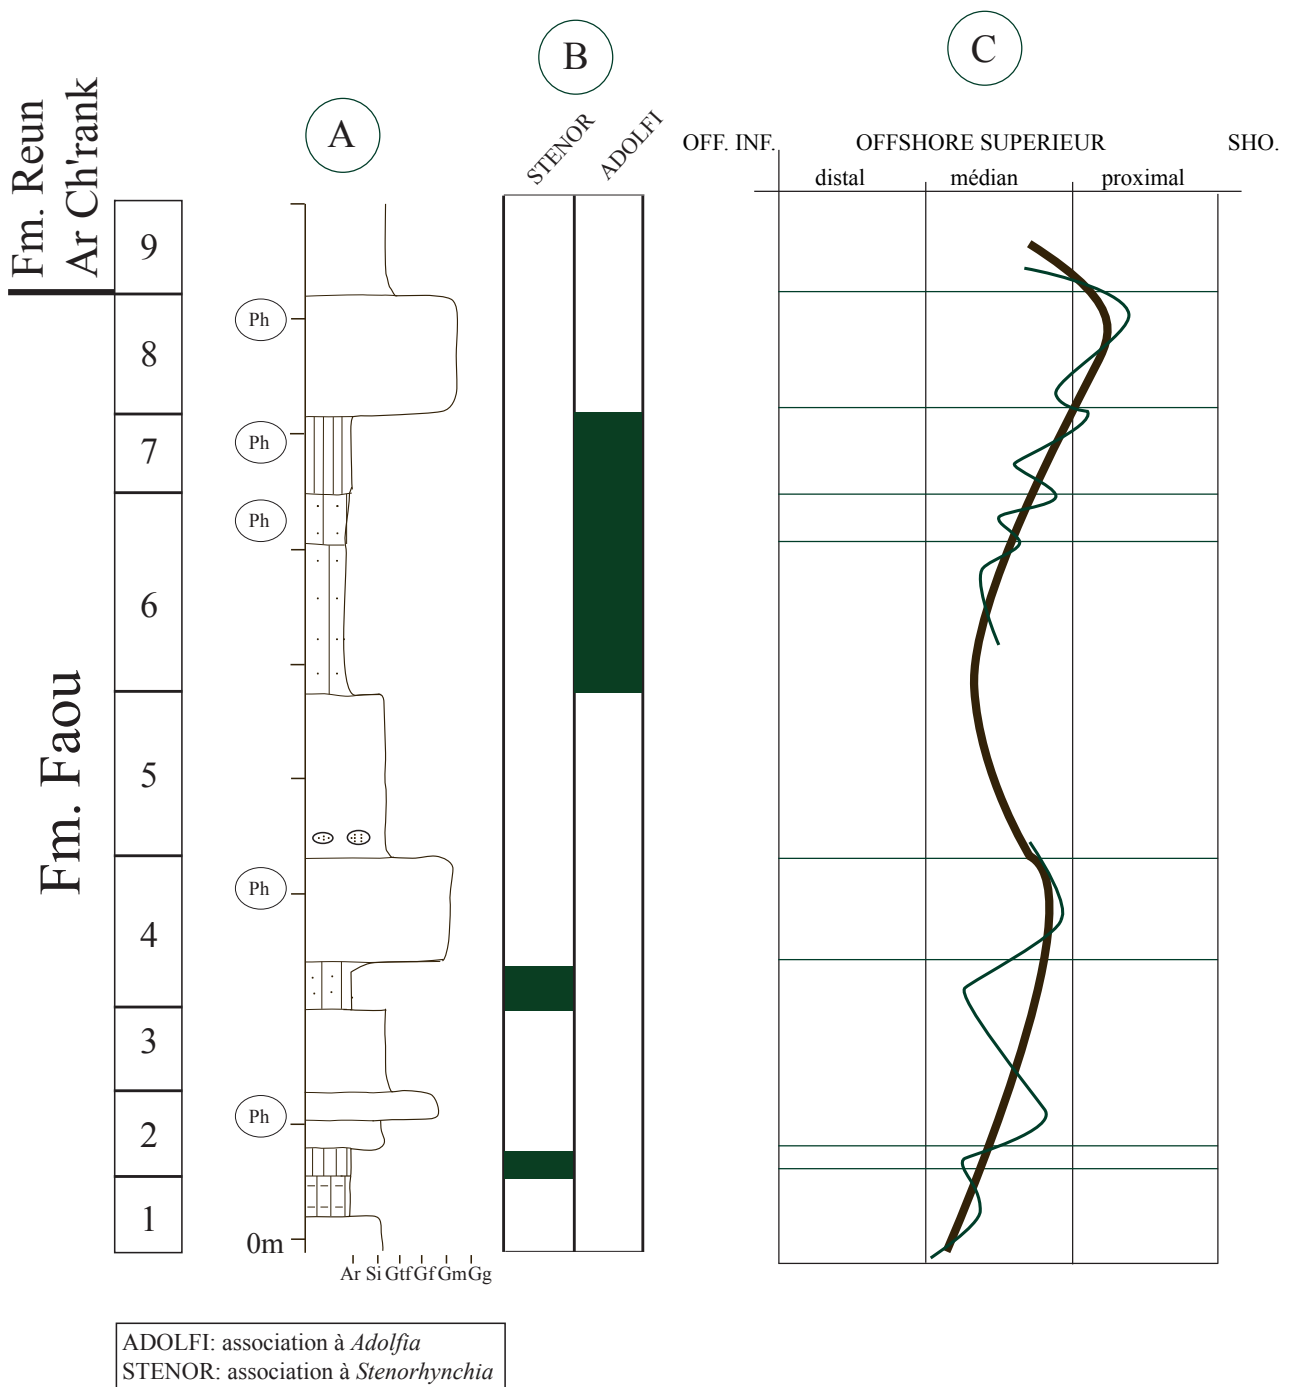 A
B
C
STENOR
ADOLFI
OFF. INF.
OFFSHORE SUPERIEUR
SHO.
distal
médian
proximal
Fm. Reun
Ar Ch'rank
Fm. Faou
9
8
7
6
5
4
3
2
1
Ph
Ph
Ph
Ph
Ph
0m
Ar Si Gtf Gf Gm Gg
ADOLFI: association à Adolfia
STENOR: association à Stenorhynchia